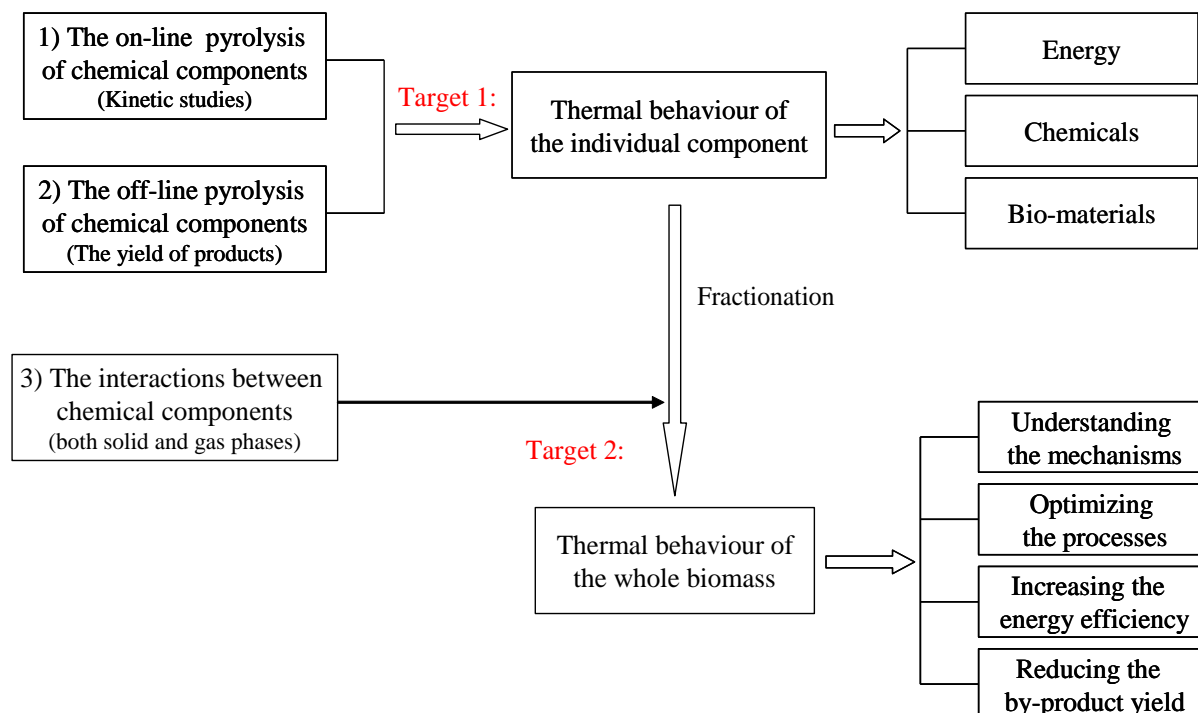 1) The on-line pyrolysis
of chemical components
(Kinetic studies)
2) The off-line pyrolysis
of chemical components
(The yield of products)
Target 1:
Thermal behaviour of
the individual component
Energy
Chemicals
Bio-materials
Fractionation
3) The interactions between
chemical components
(both solid and gas phases)
Target 2:
Thermal behaviour of
the whole biomass
Understanding
the mechanisms
Optimizing
the processes
Increasing the
energy efficiency
Reducing the
by-product yield